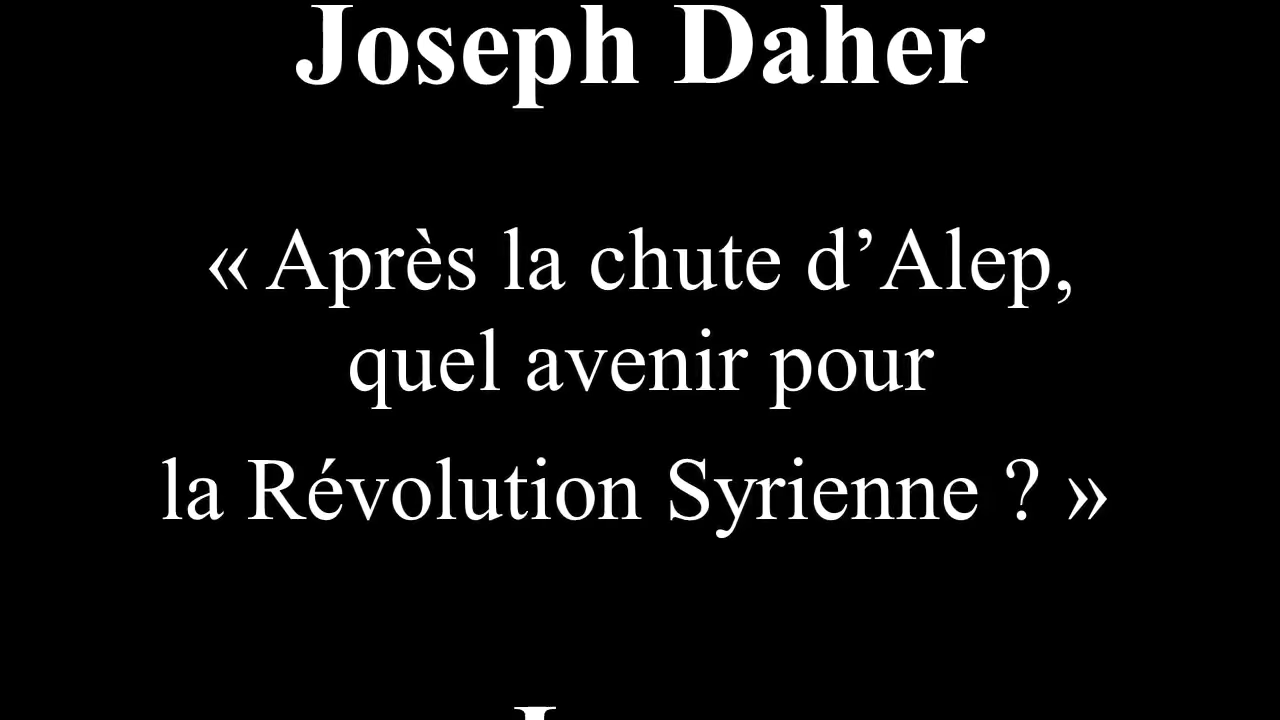 Joseph Daher
« Après la chute d’Alep,
quel avenir pour
la Révolution Syrienne ? »